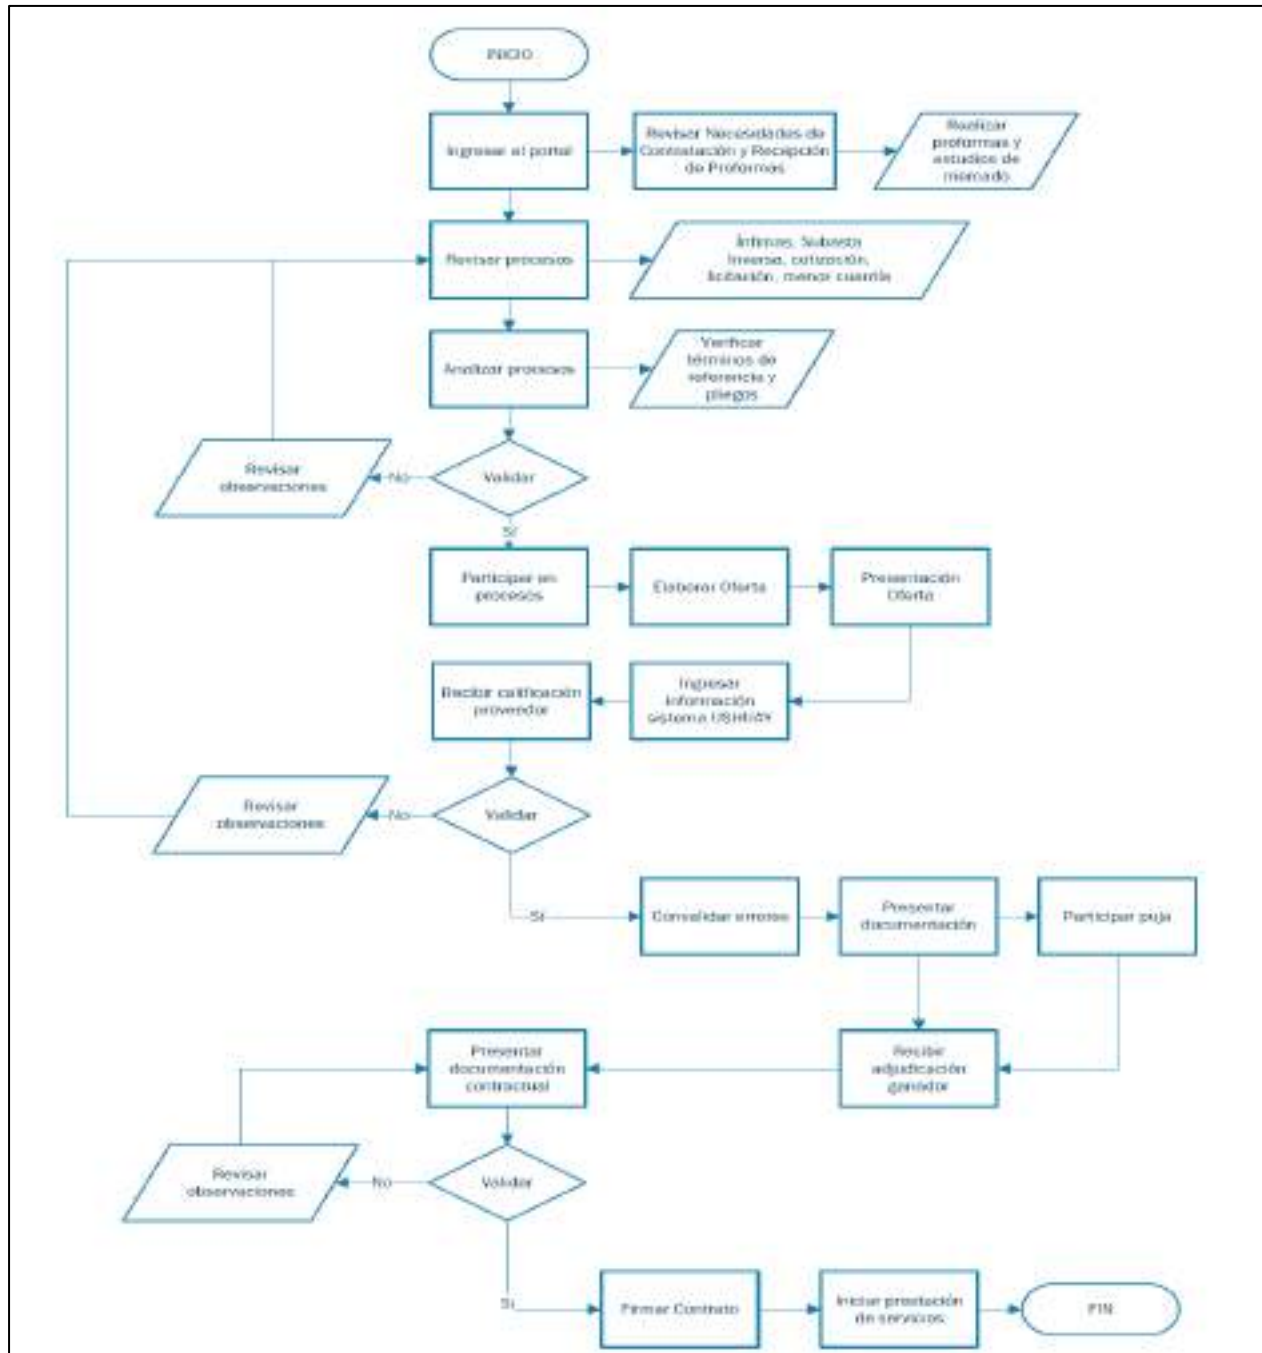 INICIO
Ingresar al portal
Revisar Necesidades de
Contratación y Recepción
de Proformas
Realizar
proformas y
estudios de
mercado
Revisar procesos
Ínfimas, Subasta
Inversa, cotización,
licitación, menor cuantía
Analizar procesos
Verificar
términos de
referencia y
pliegos
Revisar
observaciones
No
Validar
Si
Participar en
procesos
Elaborar Oferta
Presentación
Oferta
Recibir calificación
proveedor
Ingresar
información
sistema USHUAY
Revisar
observaciones
No
Validar
Si
Convalidar errores
Presentar
documentación
Participar puja
Presentar
documentación
contractual
Recibir
adjudicación
ganador
Revisar
observaciones
No
Validar
Si
Firmar Contrato
Iniciar prestación
de servicios
FIN